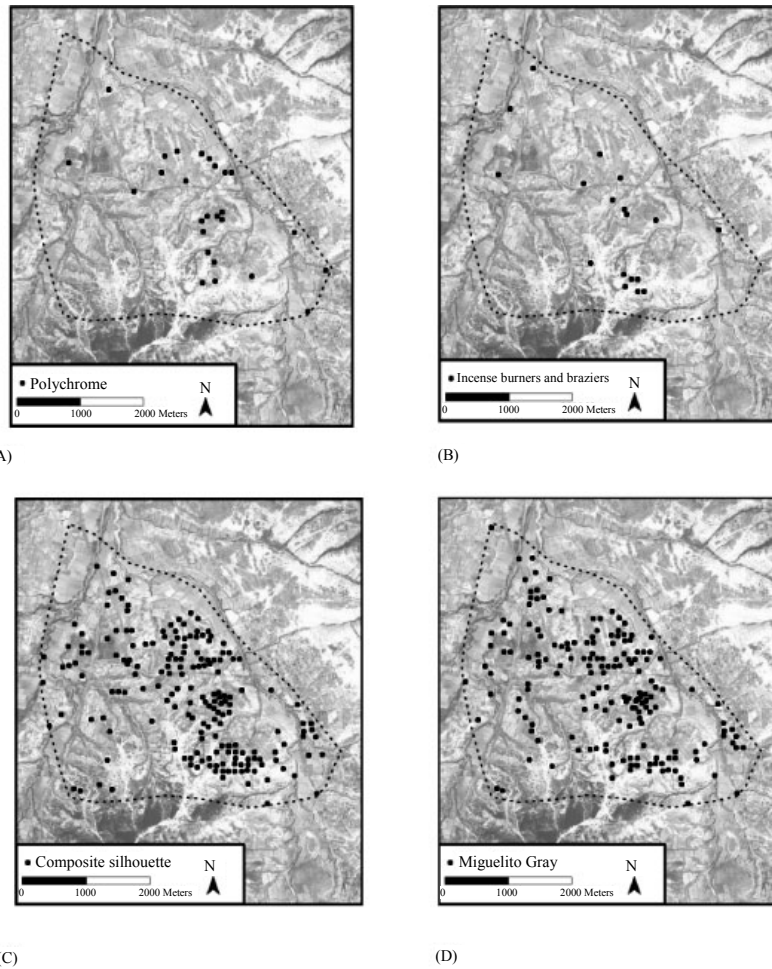 Polychrome
N
0 1000 2000 Meters
A)
Incense burners and braziers
N
0 1000 2000 Meters
(B)
Composite silhouette
N
0 1000 2000 Meters
(C)
Miguelito Gray
N
0 1000 2000 Meters
(D)